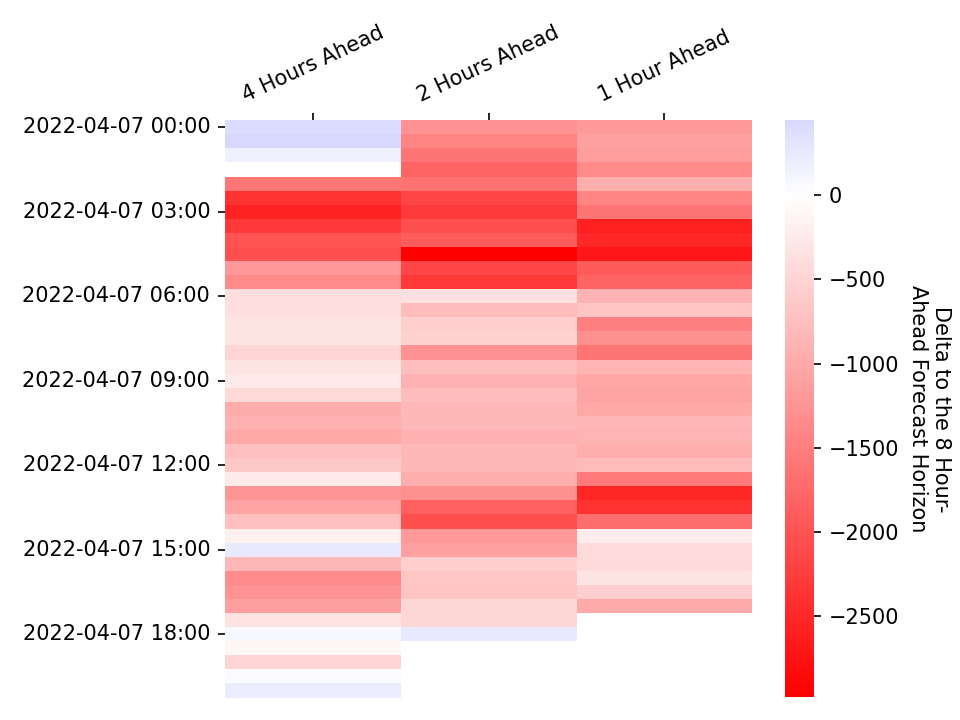 4 Hours Ahead
2 Hours Ahead
1 Hour Ahead
2022-04-07 00:00
2022-04-07 03:00
2022-04-07 06:00
2022-04-07 09:00
2022-04-07 12:00
2022-04-07 15:00
2022-04-07 18:00
0
−500
−1000
−1500
−2000
−2500
Delta to the 8 Hour-
Ahead Forecast Horizon